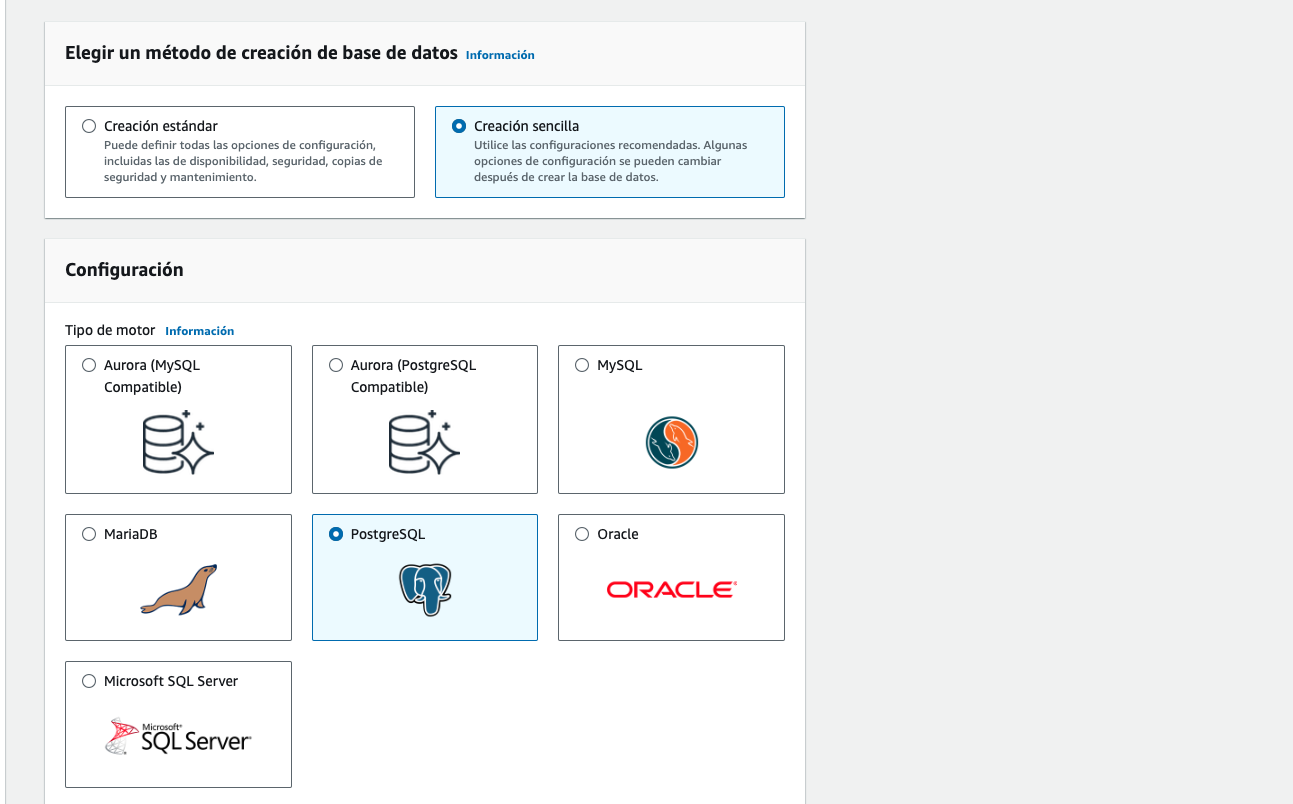 Elegir un método de creación de base de datos Información
Creación estándar
Puede definir todas las opciones de configuración,
incluidas las de disponibilidad, seguridad, copias de
seguridad y mantenimiento.
Creación sencilla
Utilice las configuraciones recomendadas. Algunas
opciones de configuración se pueden cambiar
después de crear la base de datos.
Configuración
Tipo de motor Información
Aurora (MySQL
Compatible)
Aurora (PostgreSQL
Compatible)
MySQL
MariaDB
PostgreSQL
Oracle
ORACLE®
Microsoft SQL Server
Microsoft®
SQL Server®